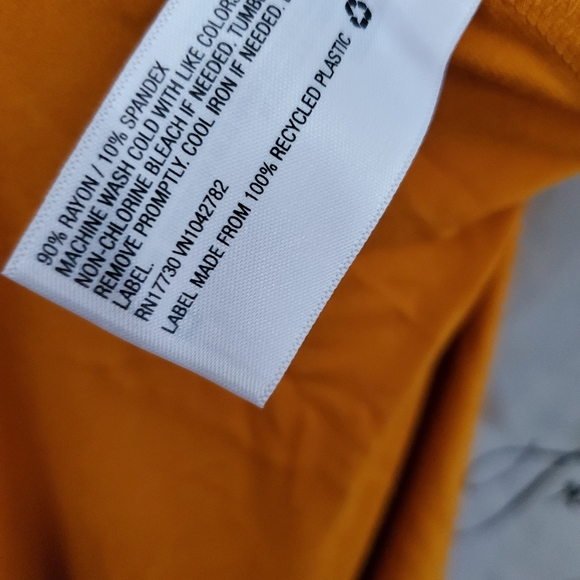 90% RAYON / 10% SPANDEX
MACHINE WASH COLD WITH LIKE COLORS
NON-CHLORINE BLEACH IF NEEDED. TUMB
REMOVE PROMPTLY. COOL IRON IF NEEDED.
LABEL.
RN17730 VN1042782
LABEL MADE FROM 100% RECYCLED PLASTIC